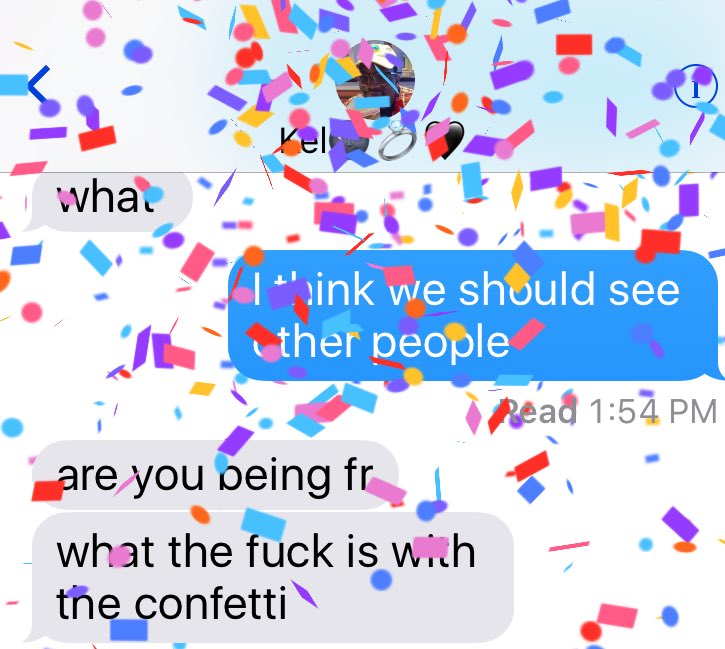 Kel
what
I think we should see
other people
Read 1:54 PM
are you being fr
what the fuck is with
the confetti